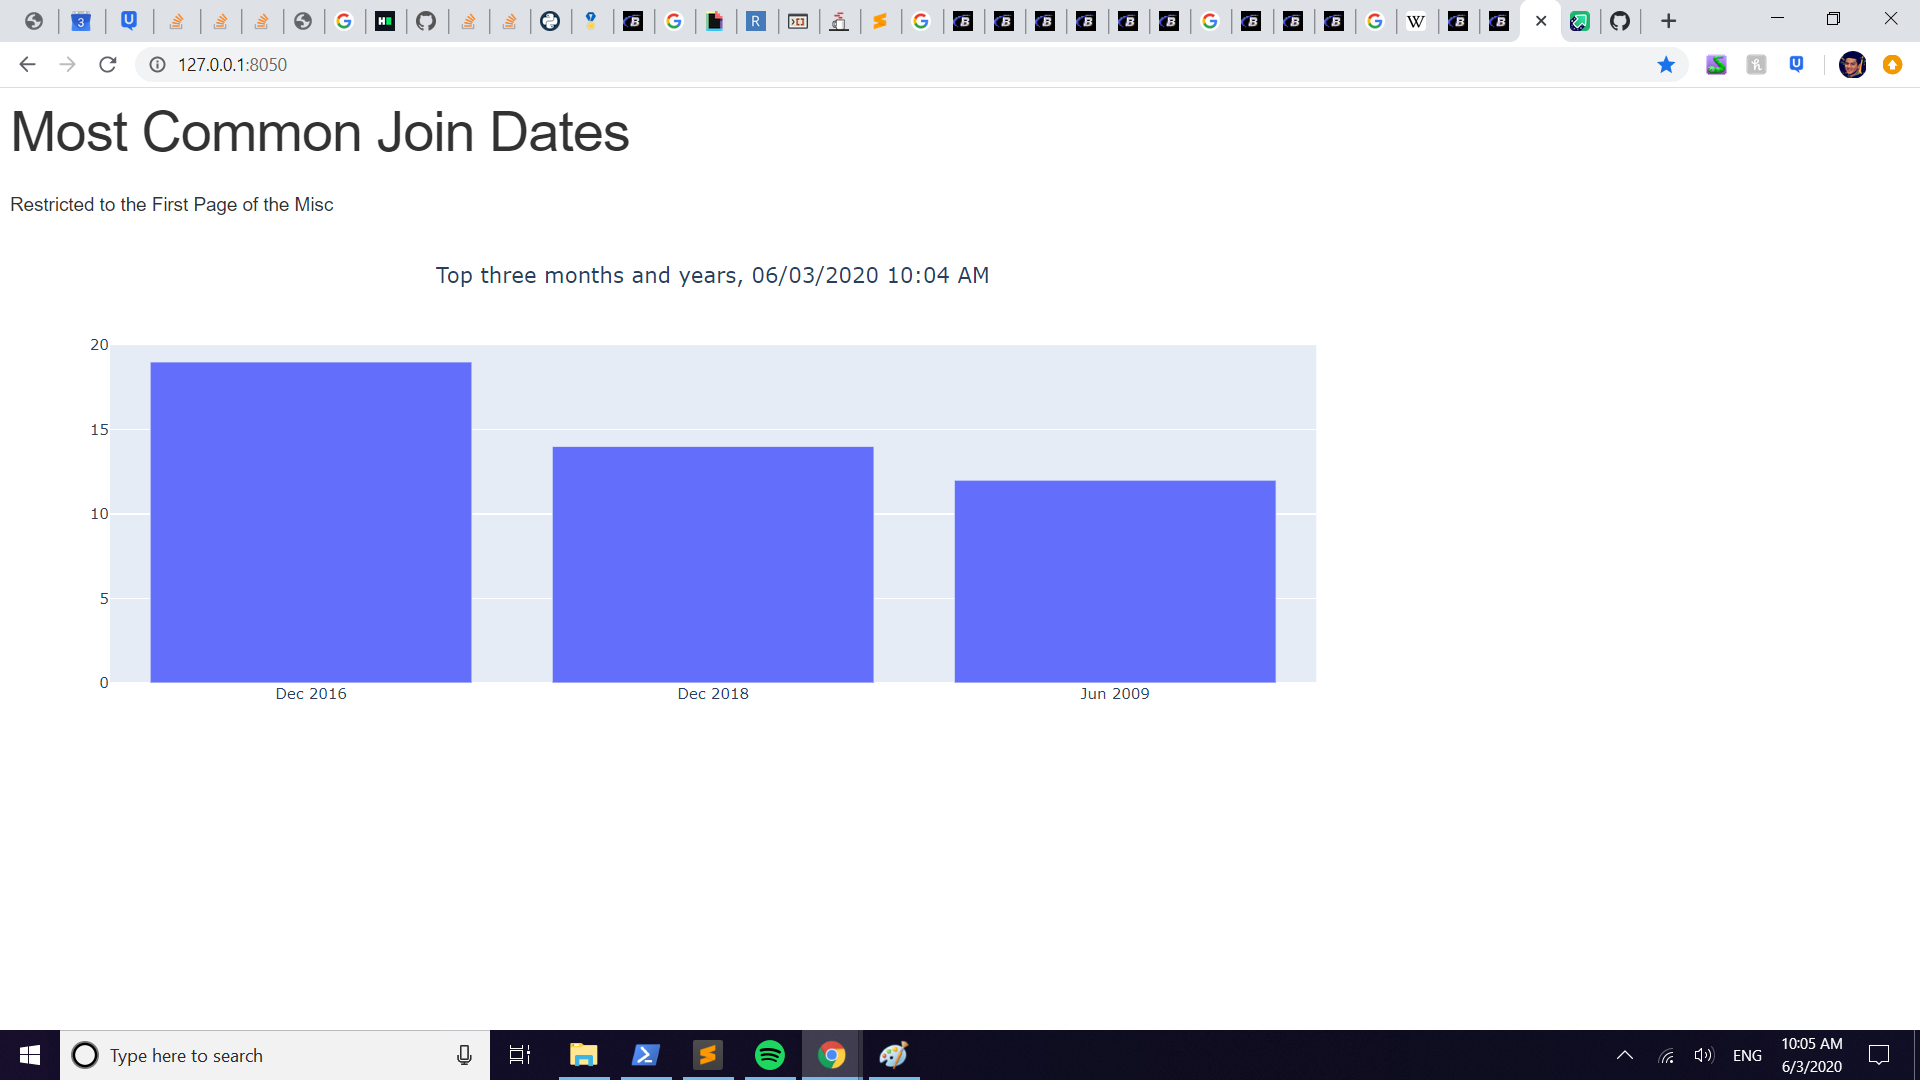 127.0.0.1:8050
Most Common Join Dates
Restricted to the First Page of the Misc
Top three months and years, 06/03/2020 10:04 AM
20
15
10
5
0
Dec 2016
Dec 2018
Jun 2009
Type here to search
ENG
10:05 AM
6/3/2020